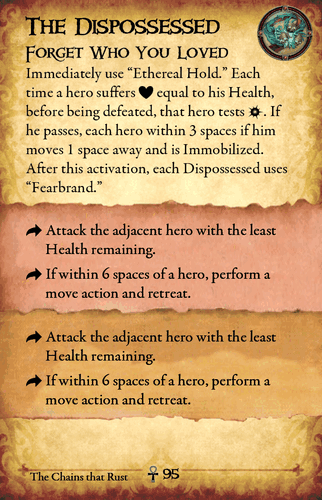 The Dispossessed
Forget Who You Loved
Immediately use “Ethereal Hold.” Each
time a hero suffers equal to his Health,
before being defeated, that hero tests . If
he passes, each hero within 3 spaces if him
moves 1 space away and is Immobilized.
After this activation, each Dispossessed uses
“Fearbrand.”
Attack the adjacent hero with the least
Health remaining.
If within 6 spaces of a hero, perform a
move action and retreat.
Attack the adjacent hero with the least
Health remaining.
If within 6 spaces of a hero, perform a
move action and retreat.
The Chains that Rust 95